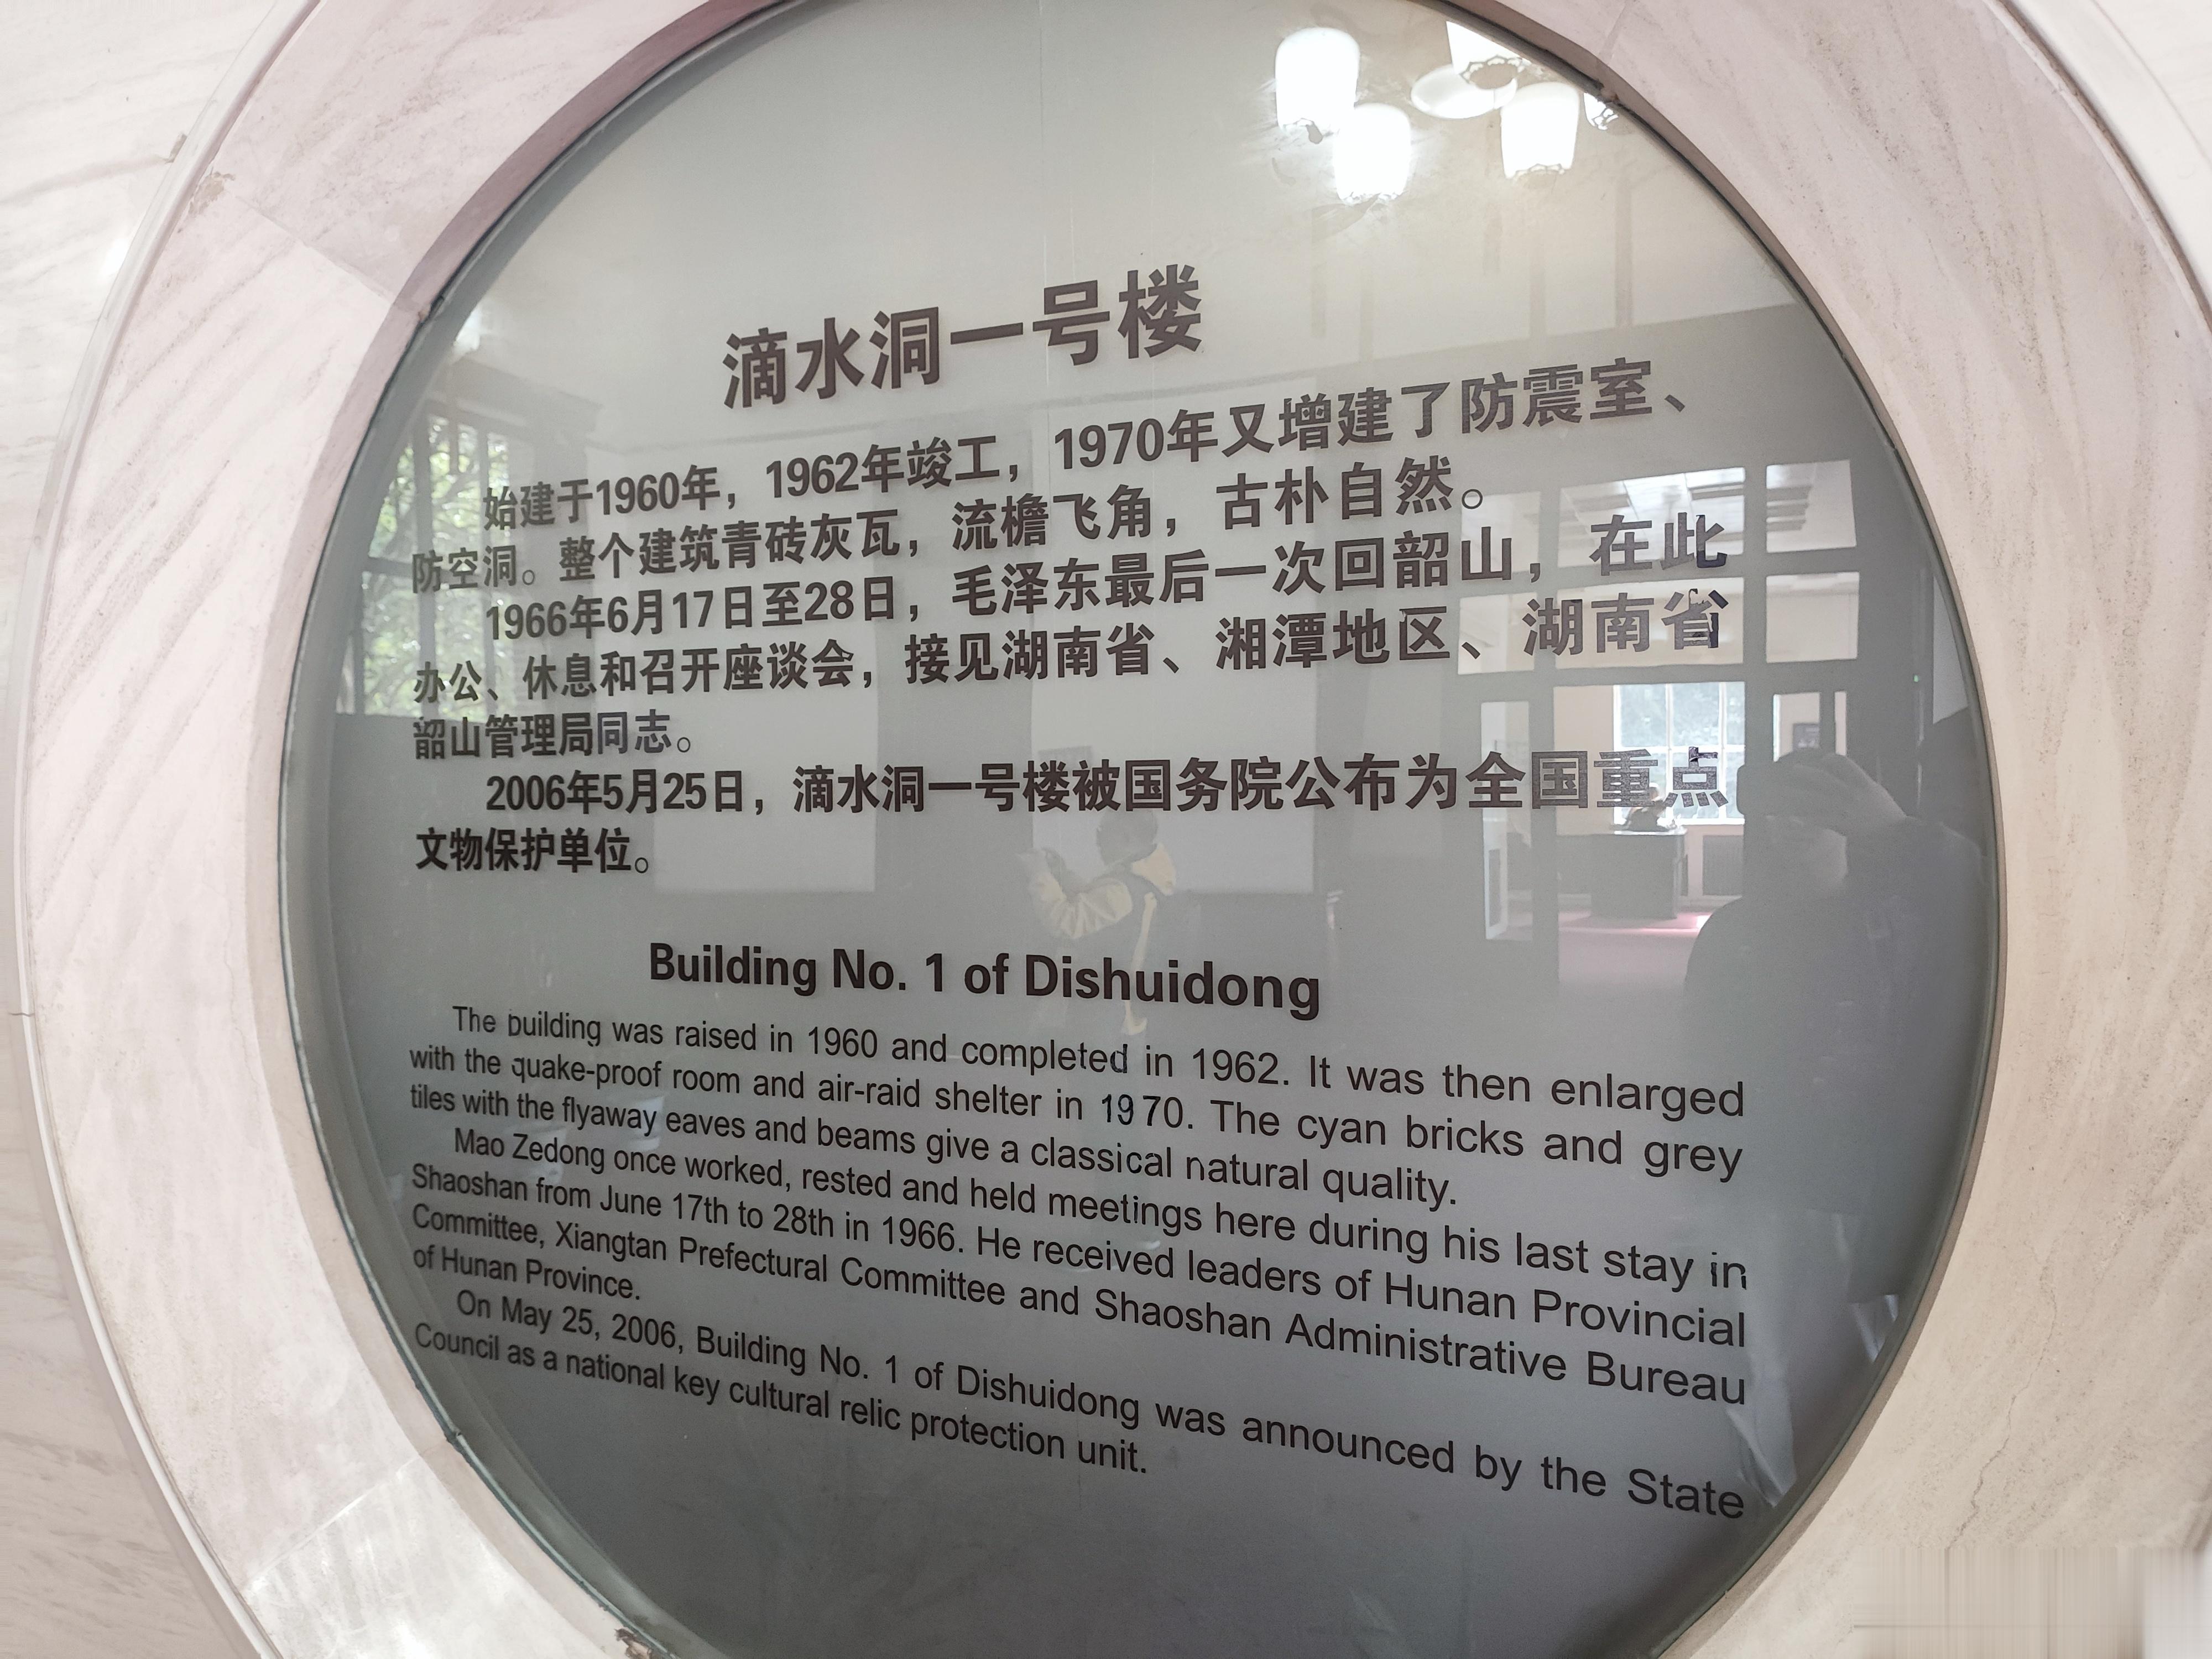 滴水洞一号楼
始建于1960年，1962年竣工，1970年又增建了防震室、
防空洞。整个建筑青砖灰瓦，流檐飞角，古朴自然。
1966年6月17日至28日，毛泽东最后一次回韶山，在此
办公、休息和召开座谈会，接见湖南省、湘潭地区、湖南省
韶山管理局同志。
2006年5月25日，滴水洞一号楼被国务院公布为全国重点
文物保护单位。
Building No. 1 of Dishuidong
The building was raised in 1960 and completed in 1962. It was then enlarged
with the quake-proof room and air-raid shelter in 1970. The cyan bricks and grey
tiles with the flyaway eaves and beams give a classical natural quality.
Mao Zedong once worked, rested and held meetings here during his last stay in
Shaoshan from June 17th to 28th in 1966. He received leaders of Hunan Provincial
Committee, Xiangtan Prefectural Committee and Shaoshan Administrative Bureau
of Hunan Province.
On May 25, 2006, Building No. 1 of Dishuidong was announced by the State
Council as a national key cultural relic protection unit.